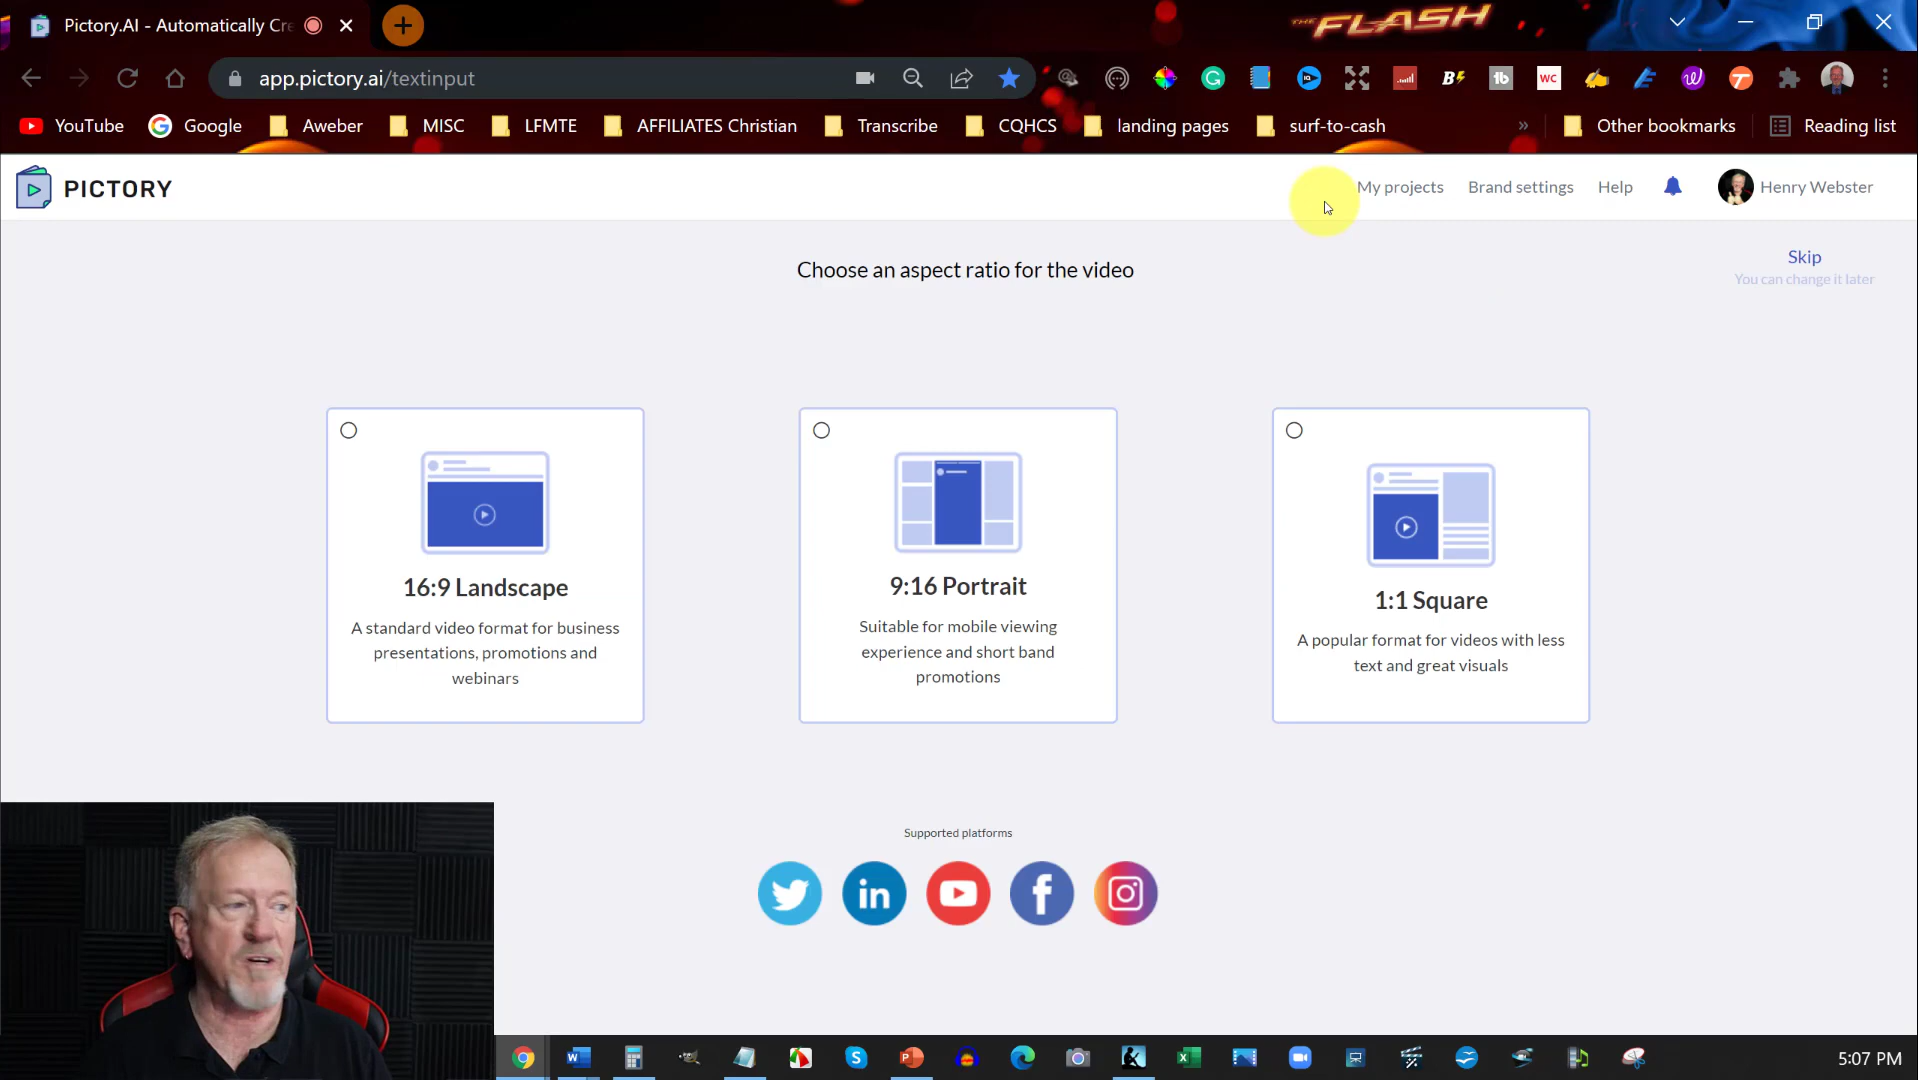 Pictory.AI - Automatically Cre
THE FLASH
app.pictory.ai/textinput
YouTube
Google
Aweber
MISC
LFMTE
AFFILIATES Christian
Transcribe
CQHCS
landing pages
surf-to-cash
»
Other bookmarks
Reading list
PICTORY
My projects
Brand settings
Help
Henry Webster
Choose an aspect ratio for the video
Skip
You can change it later
16:9 Landscape
A standard video format for business
presentations, promotions and
webinars
9:16 Portrait
Suitable for mobile viewing
experience and short band
promotions
1:1 Square
A popular format for videos with less
text and great visuals
Supported platforms
5:07 PM